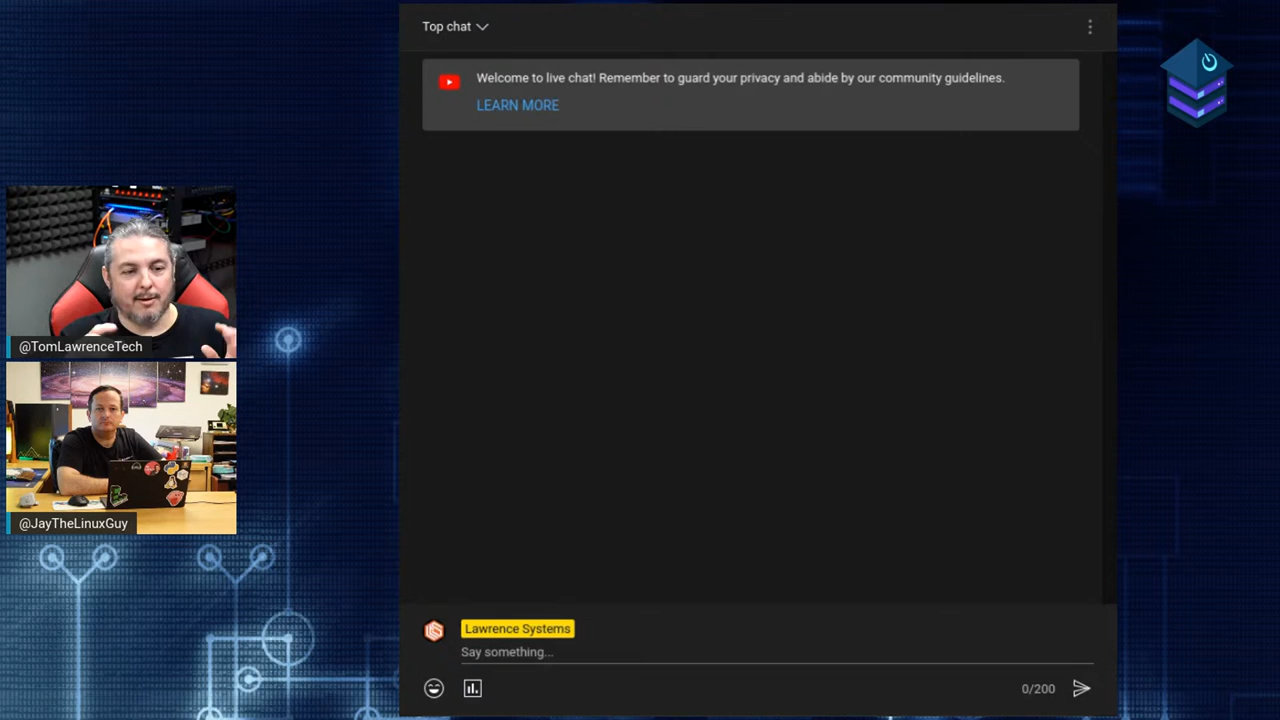 Top chat
Welcome to live chat! Remember to guard your privacy and abide by our community guidelines.
LEARN MORE
@TomLawrenceTech
@JayTheLinuxGuy
Lawrence Systems
Say something...
0/200